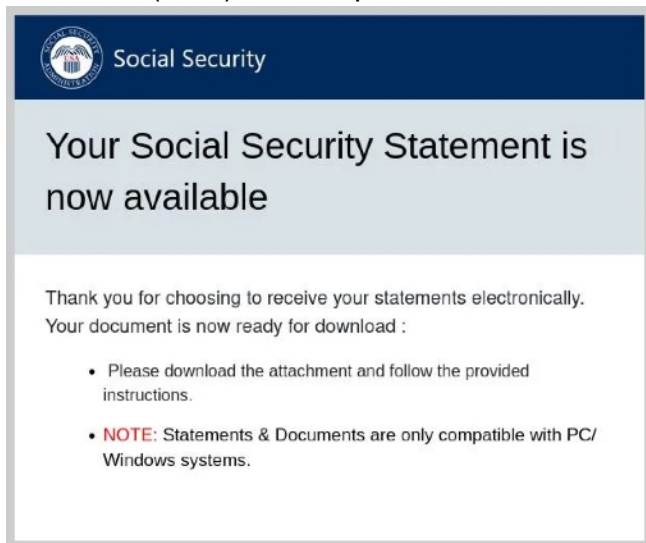 Social Security
Your Social Security Statement is
now available
Thank you for choosing to receive your statements electronically.
Your document is now ready for download :
• Please download the attachment and follow the provided
instructions.
• NOTE: Statements & Documents are only compatible with PC/
Windows systems.